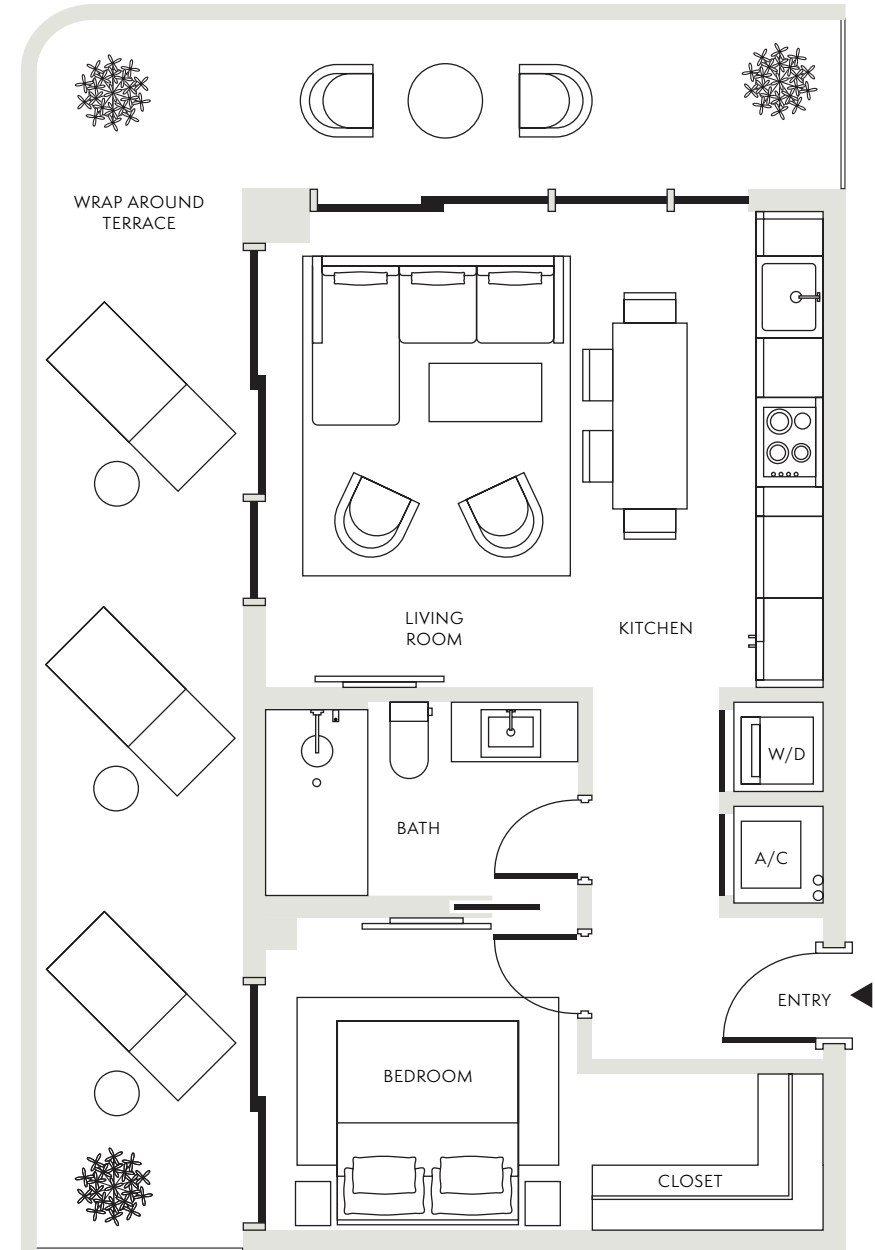 WRAP AROUND
TERRACE
LIVING
ROOM
KITCHEN
W/D
BATH
A/C
ENTRY
BEDROOM
CLOSET